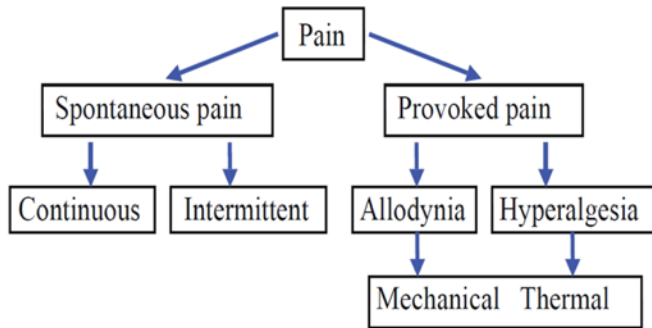 Pain
Spontaneous pain
Provoked pain
Continuous
Intermittent
Allodynia
Hyperalgesia
Mechanical Thermal